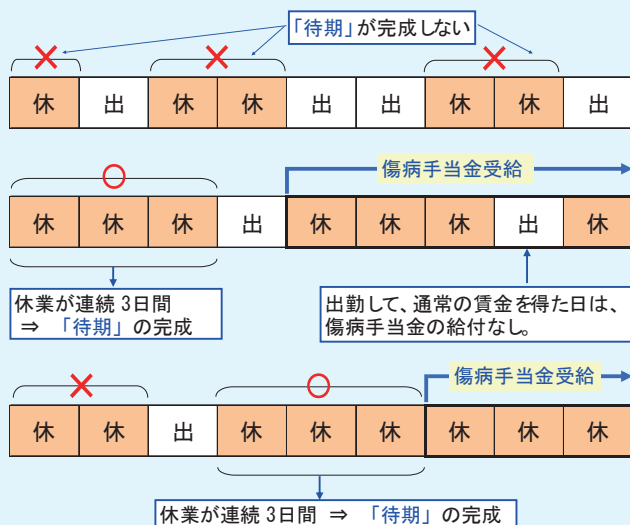 「待期」が完成しない
× × ×
休 出 休 休 出 出 休 休 出
傷病手当金受給
○
休 休 休 出 休 休 休 出 休
休業が連続3日間
⇒ 「待期」の完成
出勤して、通常の賃金を得た日は、
傷病手当金の給付なし。
傷病手当金受給
× ○
休 休 出 休 休 休 休 休 休
休業が連続3日間 ⇒ 「待期」の完成